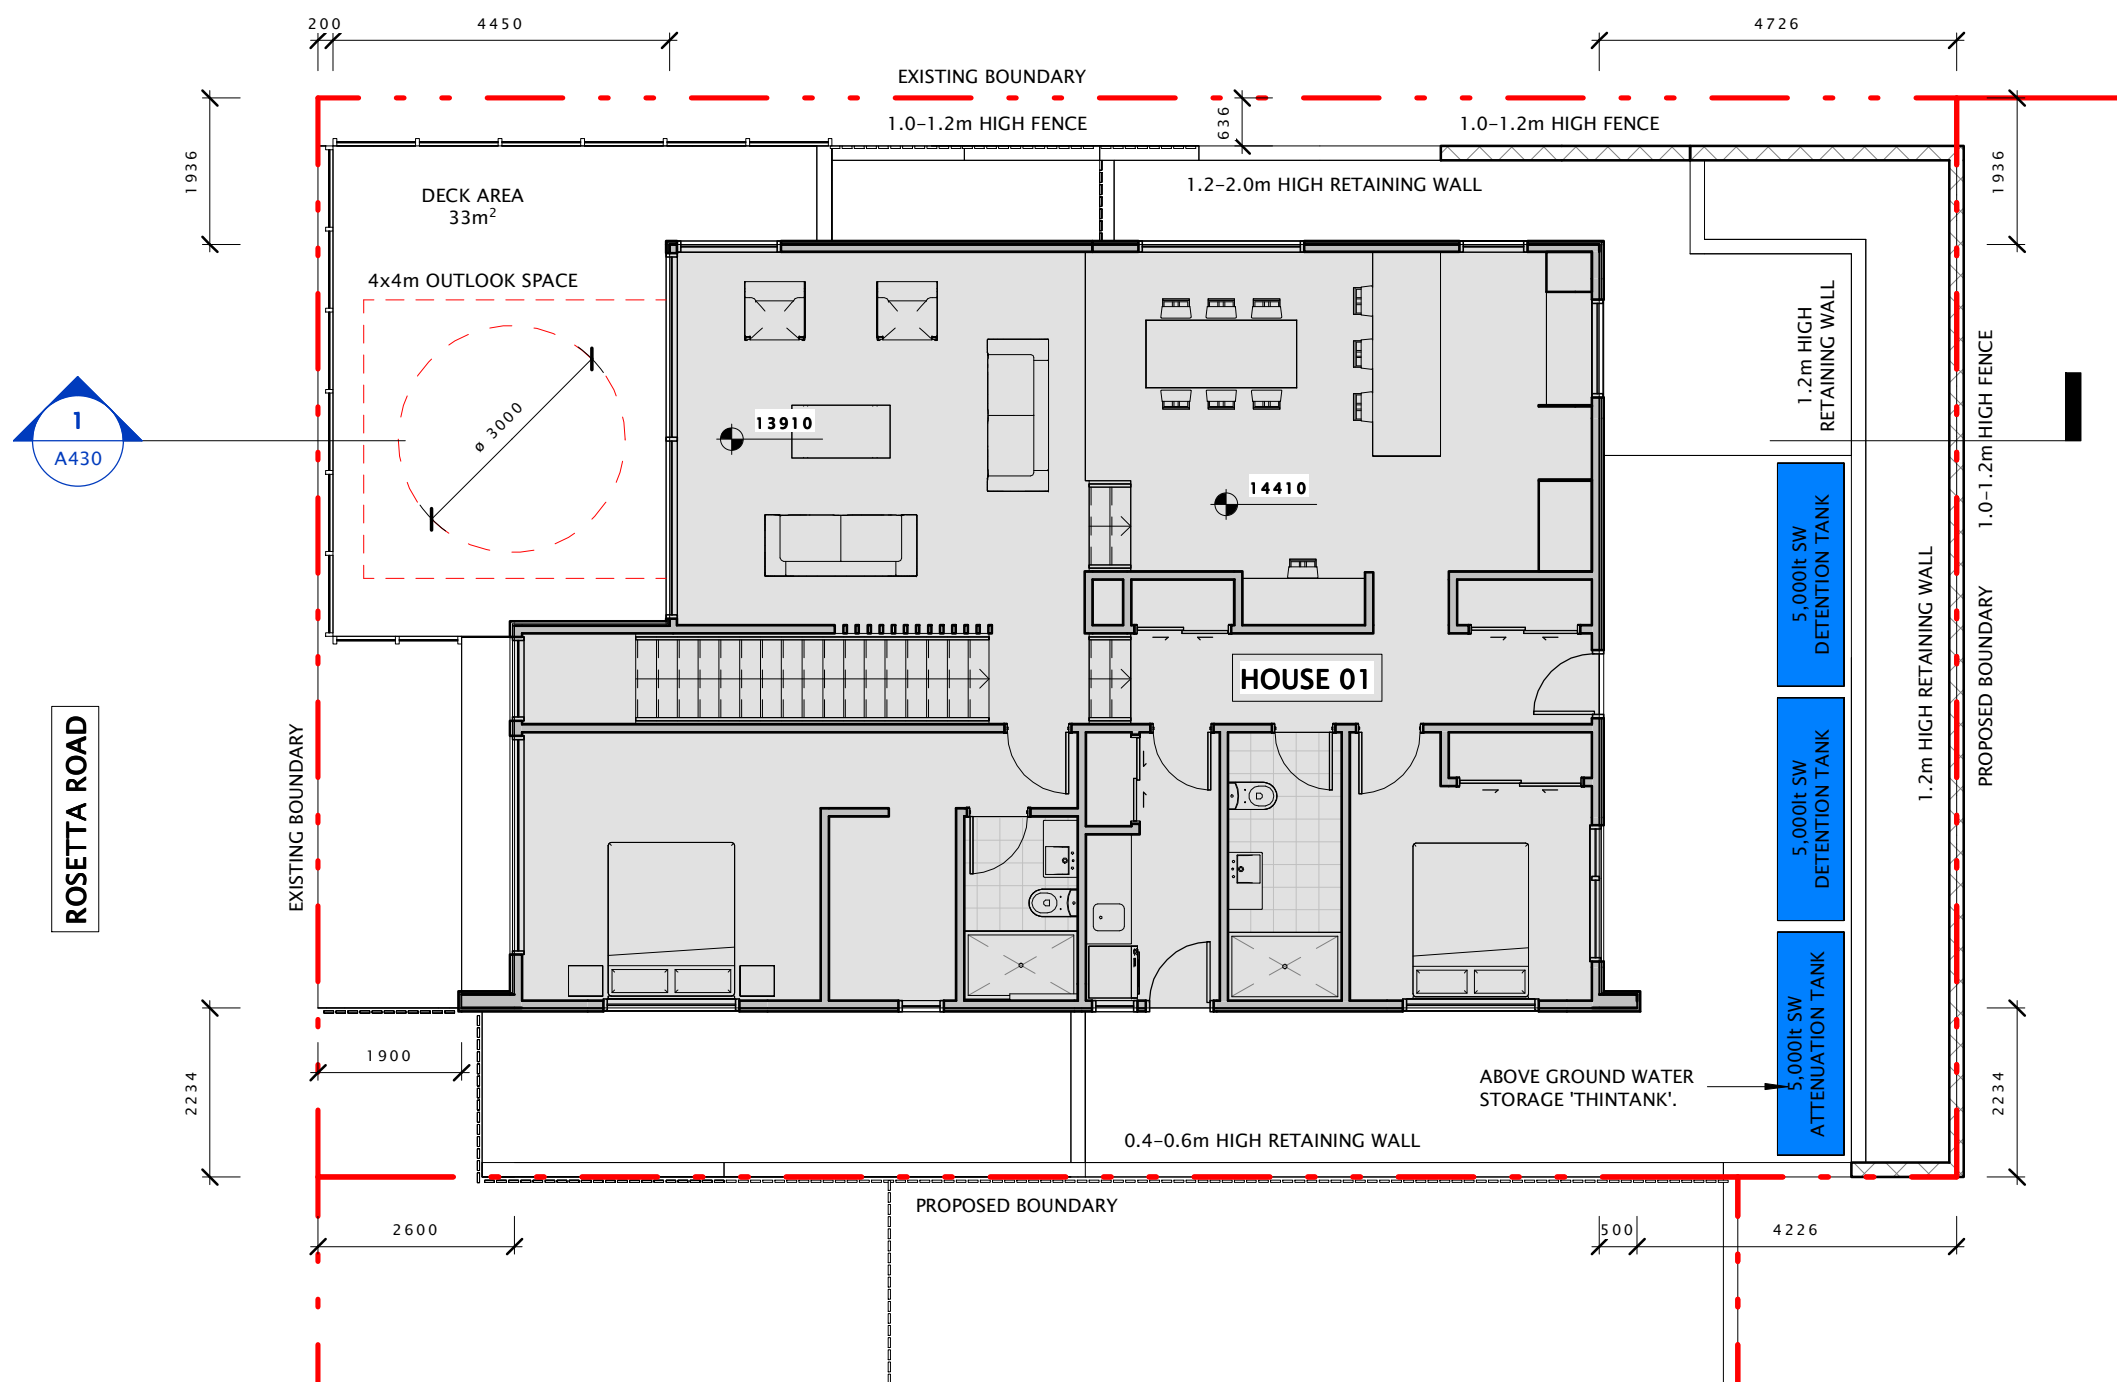 200
4450
4726
EXISTING BOUNDARY
1.0-1.2m HIGH FENCE
636
1.0-1.2m HIGH FENCE
1936
1936
DECK AREA
33m²
1.2-2.0m HIGH RETAINING WALL
4x4m OUTLOOK SPACE
1.2m HIGH
RETAINING WALL
1.0-1.2m HIGH FENCE
1
A430
ø 3000
13910
14410
5,000lt SW
DETENTION TANK
1.2m HIGH RETAINING WALL
PROPOSED BOUNDARY
HOUSE 01
ROSETTA ROAD
EXISTING BOUNDARY
5,000lt SW
DETENTION TANK
5,000lt SW
ATTENUATION TANK
1900
2234
ABOVE GROUND WATER
STORAGE 'THINTANK'.
2234
0.4-0.6m HIGH RETAINING WALL
PROPOSED BOUNDARY
2600
500
4226